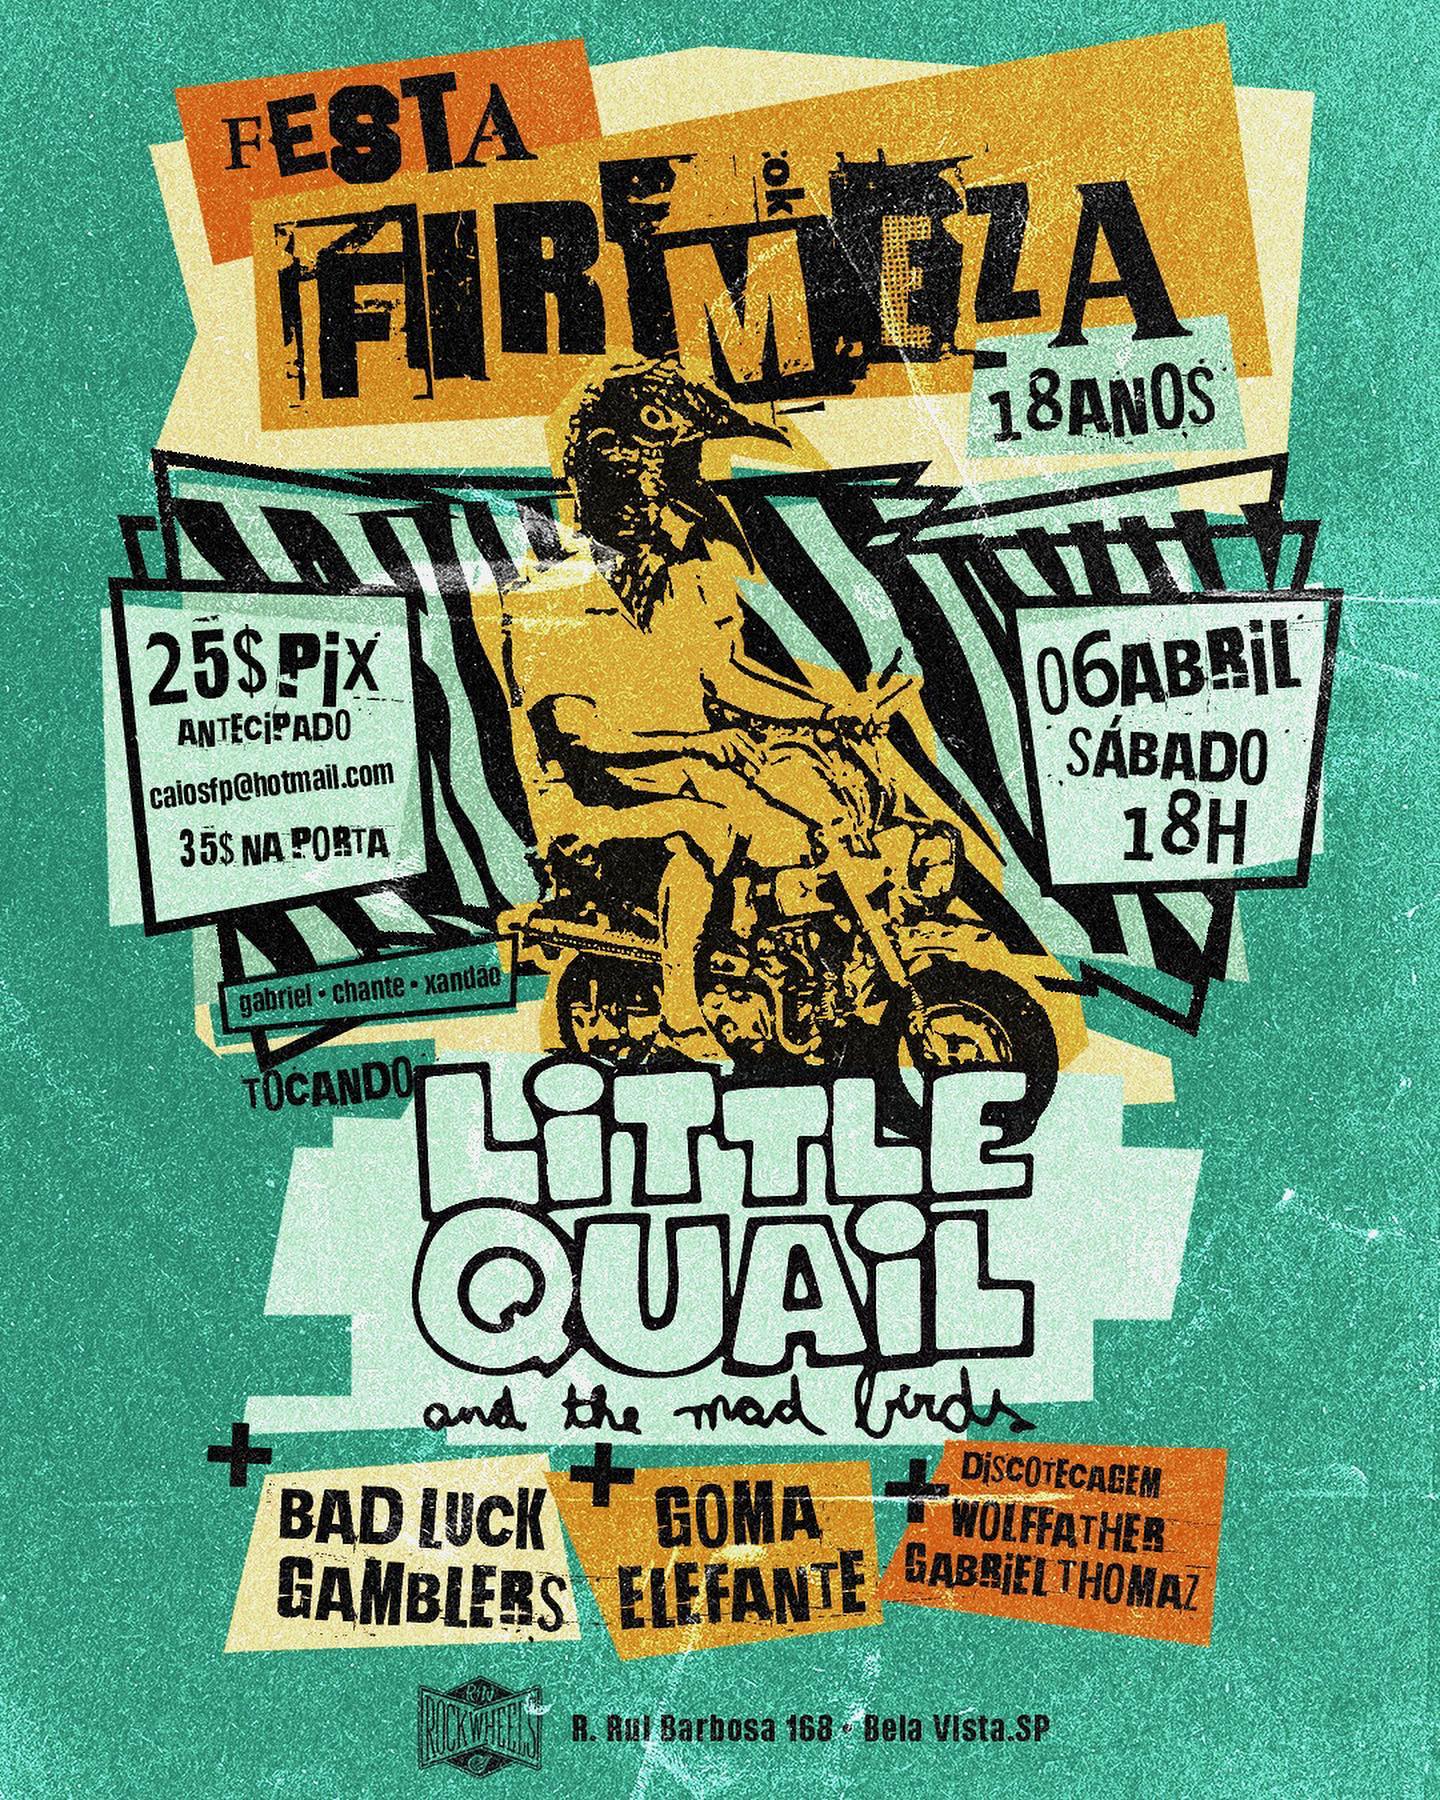 FESTA
FIRMEZA
ok
18ANOS
25$ PiX
ANTECiPADO
caiosfp@hotmail.com
35$ NA PORTA
06ABRiL
SÁBADO
18H
gabriel • chante • xandão
TOCANDO
LiTTLE
QUAiL
and the mad birds
+
BAD LUCK
GAMBLERS
+
GOMA
ELEFANTE
+
DiSCOTECAGEM
WOLFFATHER
GABRiEL THOMAZ
ROCKWHEELS
R. Rui Barbosa 168 • Bela Vista.SP